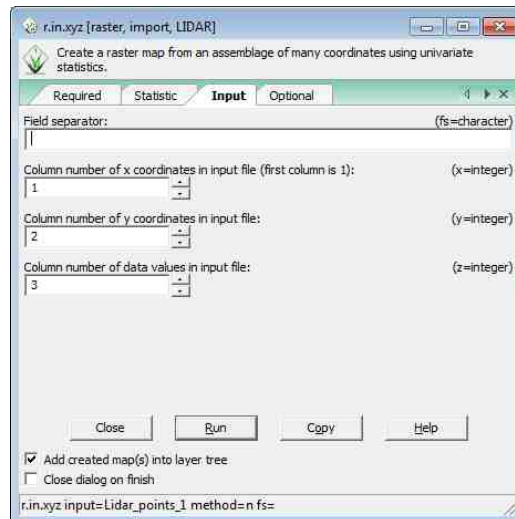 r.in.xyz [raster, import, LIDAR]
Create a raster map from an assemblage of many coordinates using univariate
statistics.
Required Statistic Input Optional
Field separator: (fs=character)
Column number of x coordinates in input file (first column is 1): (x=integer)
1
Column number of y coordinates in input file: (y=integer)
2
Column number of data values in input file: (z=integer)
3
Close Run Copy Help
Add created map(s) into layer tree
Close dialog on finish
r.in.xyz input=Lidar_points_1 method=n fs=